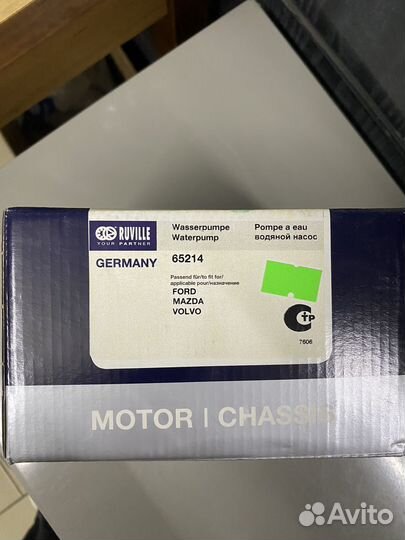 RUVILLE
YOUR PARTNER
GERMANY
Wasserpumpe
Waterpump
Pompe a eau
водяной насос
65214
Passend für/to fit for/
applicable pour/назначение
FORD
MAZDA
VOLVO
TP
7606
MOTOR | CHASSIS
Avito